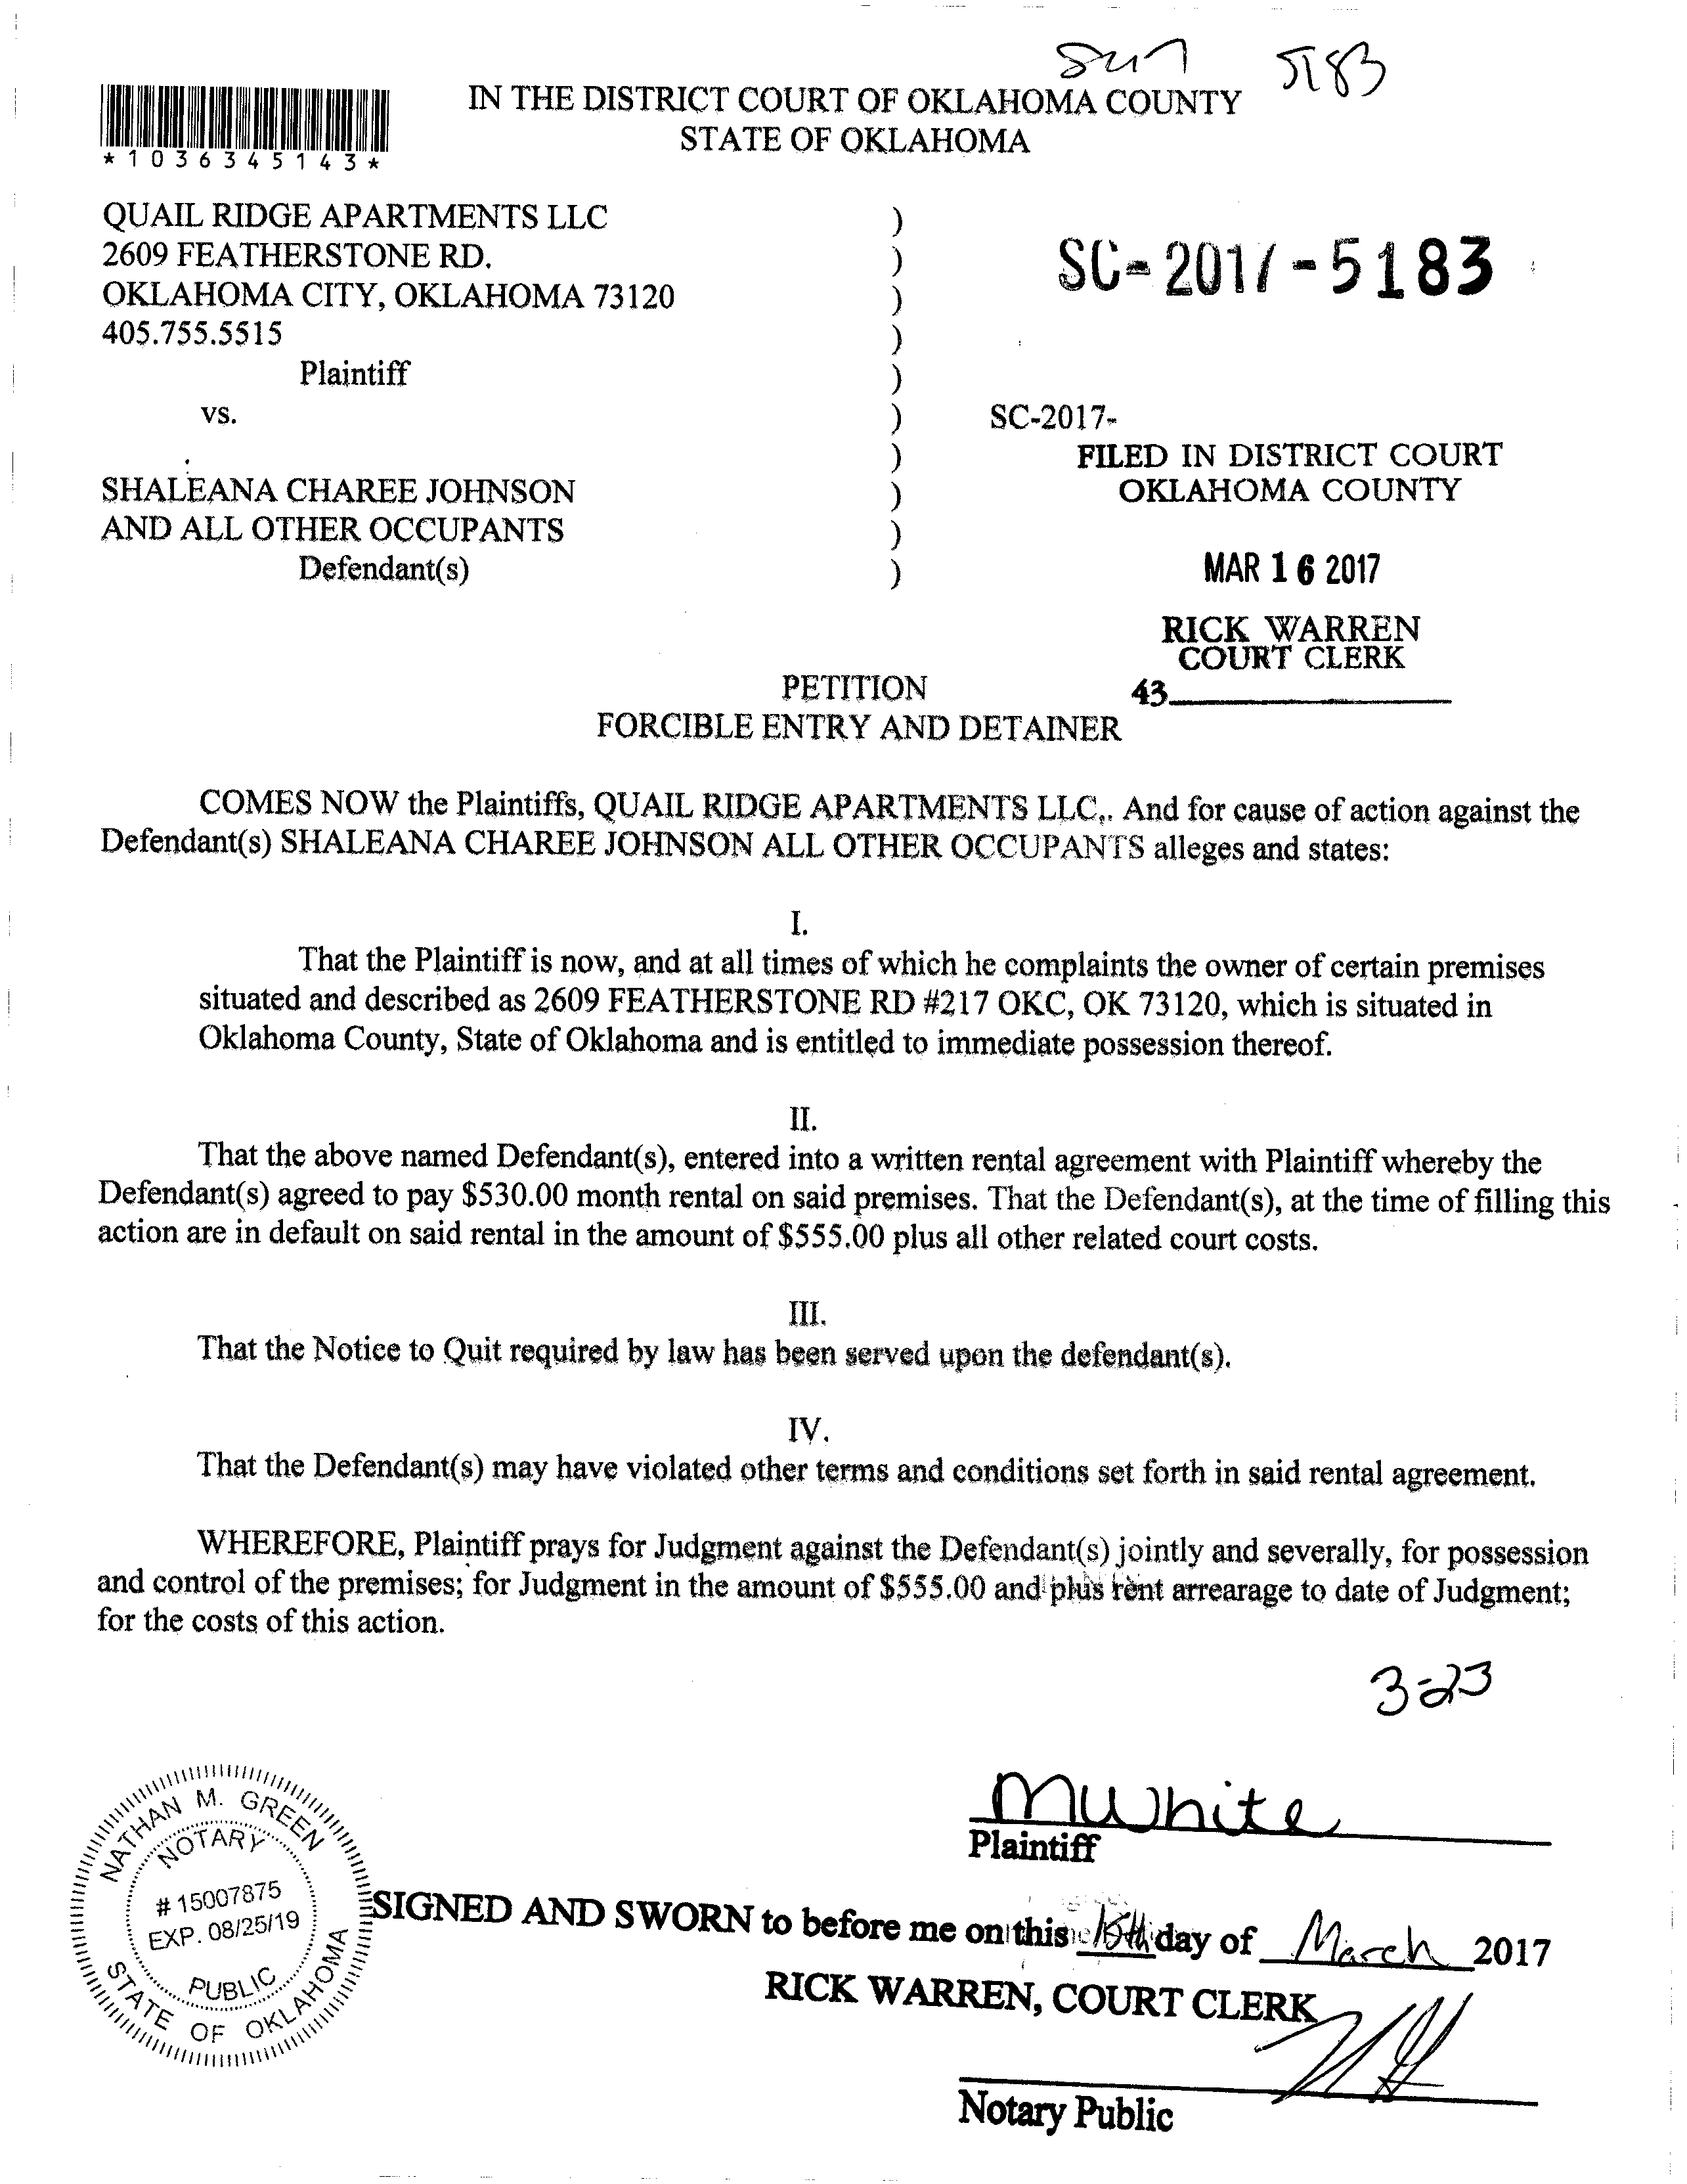 5183
IN THE DISTRICT COURT OF OKLAHOMA COUNTY
STATE OF OKLAHOMA
*1036345143*
QUAIL RIDGE APARTMENTS LLC )
2609 FEATHERSTONE RD. )
OKLAHOMA CITY, OKLAHOMA 73120 )
405.755.5515 )
SC-2017-5183
Plaintiff )
vs. ) SC-2017-
)
FILED IN DISTRICT COURT
OKLAHOMA COUNTY
SHALEANA CHAREE JOHNSON )
AND ALL OTHER OCCUPANTS )
Defendant(s) )
MAR 16 2017
RICK WARREN
COURT CLERK
43
PETITION
FORCIBLE ENTRY AND DETAINER
COMES NOW the Plaintiffs, QUAIL RIDGE APARTMENTS LLC,. And for cause of action against the
Defendant(s) SHALEANA CHAREE JOHNSON ALL OTHER OCCUPANTS alleges and states:
I.
That the Plaintiff is now, and at all times of which he complaints the owner of certain premises
situated and described as 2609 FEATHERSTONE RD #217 OKC, OK 73120, which is situated in
Oklahoma County, State of Oklahoma and is entitled to immediate possession thereof.
II.
That the above named Defendant(s), entered into a written rental agreement with Plaintiff whereby the
Defendant(s) agreed to pay $530.00 month rental on said premises. That the Defendant(s), at the time of filling this
action are in default on said rental in the amount of $555.00 plus all other related court costs.
III.
That the Notice to Quit required by law has been served upon the defendant(s).
IV.
That the Defendant(s) may have violated other terms and conditions set forth in said rental agreement.
WHEREFORE, Plaintiff prays for Judgment against the Defendant(s) jointly and severally, for possession
and control of the premises; for Judgment in the amount of $555.00 and plus rent arrearage to date of Judgment;
for the costs of this action.
3-23
MWhite
Plaintiff
NATHAN M. GREEN
NOTARY
# 15007875
EXP. 08/25/19
PUBLIC
STATE OF OKLAHOMA
SIGNED AND SWORN to before me on this day of March 2017
RICK WARREN, COURT CLERK
Notary Public